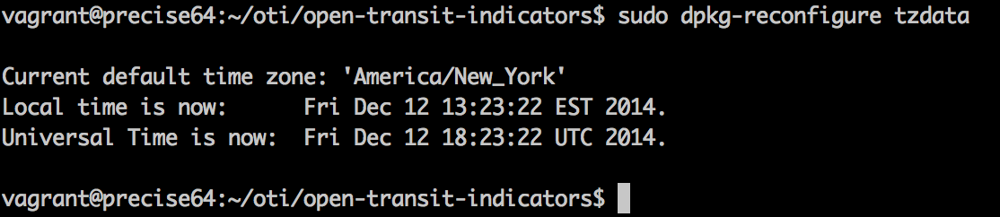 vagrant@precise64:~/oti/open-transit-indicators$ sudo dpkg-reconfigure tzdata
Current default time zone: 'America/New_York'
Local time is now:      Fri Dec 12 13:23:22 EST 2014.
Universal Time is now:  Fri Dec 12 18:23:22 UTC 2014.
vagrant@precise64:~/oti/open-transit-indicators$